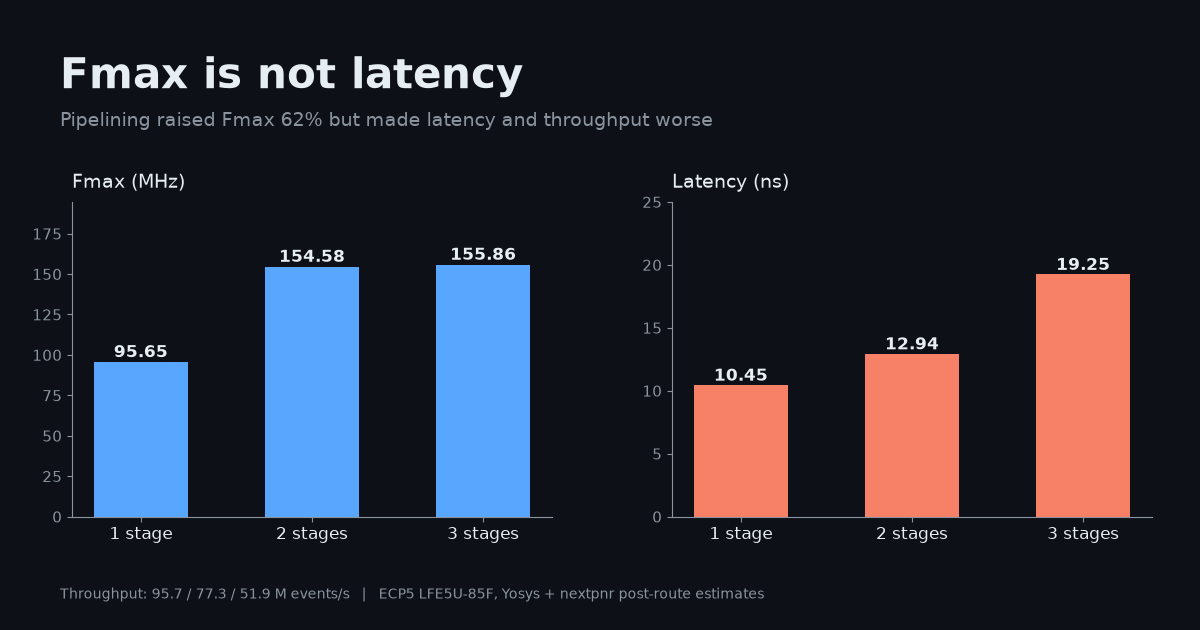 Fmax is not latency
Pipelining raised Fmax 62% but made latency and throughput worse
Fmax (MHz)
175
150
125
100
75
50
25
0
95.65
154.58
155.86
1 stage
2 stages
3 stages
Latency (ns)
25
20
15
10
5
0
10.45
12.94
19.25
1 stage
2 stages
3 stages
Throughput: 95.7 / 77.3 / 51.9 M events/s | ECP5 LFE5U-85F, Yosys + nextpnr post-route estimates